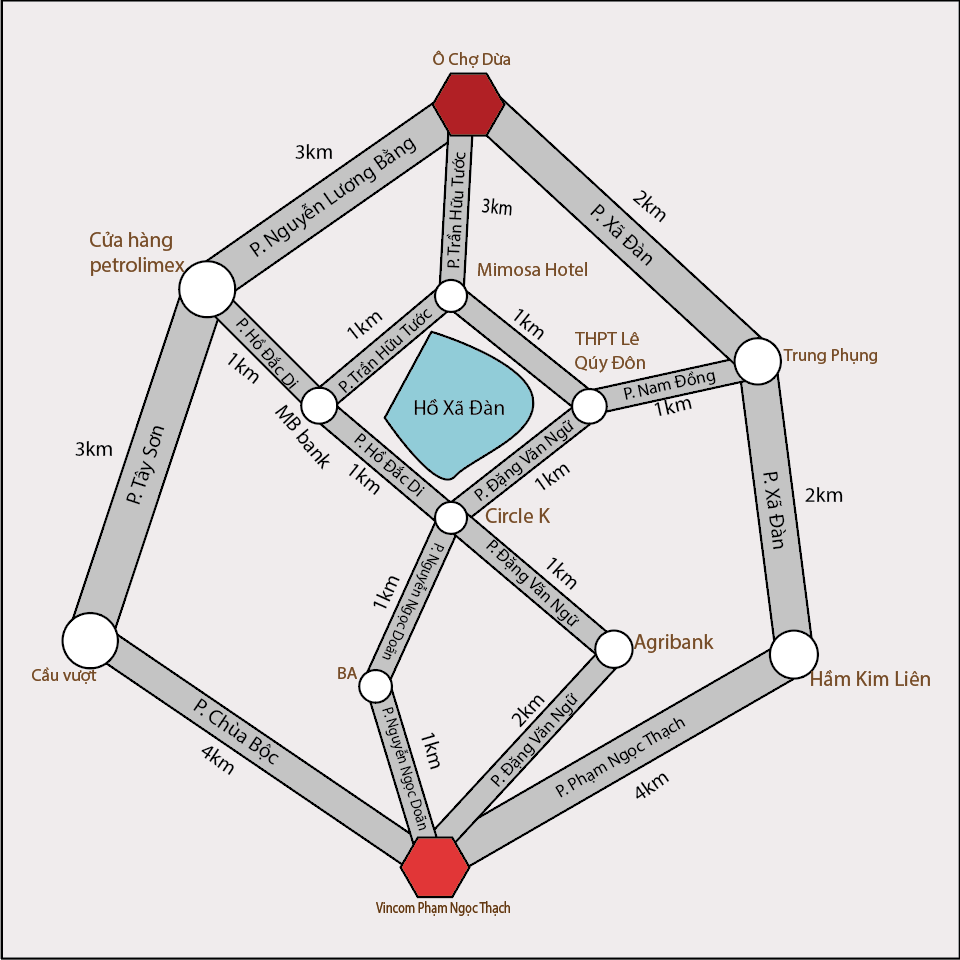 Ô Chợ Dừa
3km
P. Nguyễn Lương Bằng
P. Trần Hữu Tước
3km
2km
P. Xã Đàn
Cửa hàng
petrolimex
Mimosa Hotel
1km
P. Trần Hữu Tước
1km
THPT Lê
Qúy Đôn
Trung Phụng
P. Hồ Đắc Di
1km
P. Nam Đồng
1km
Hồ Xã Đàn
MB bank
P. Hồ Đắc Di
1km
P. Đặng Văn Ngữ
1km
3km
P. Tây Sơn
P. Xã Đàn
2km
Circle K
P. Nguyễn Ngọc Doãn
1km
P. Đặng Văn Ngữ
1km
Agribank
BA
Cầu vượt
Hầm Kim Liên
P. Chùa Bộc
4km
P. Nguyễn Ngọc Doãn
1km
2km
P. Đặng Văn Ngữ
P. Phạm Ngọc Thạch
4km
Vincom Phạm Ngọc Thạch